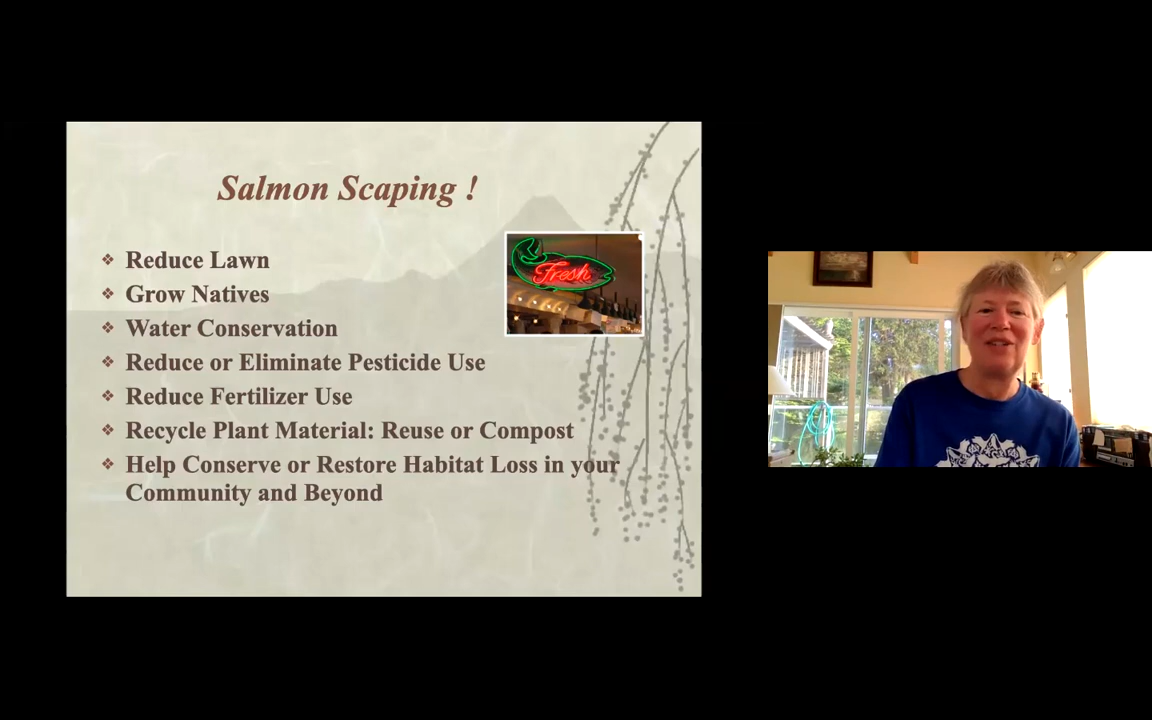 Salmon Scaping !
Fresh
Reduce Lawn
Grow Natives
Water Conservation
Reduce or Eliminate Pesticide Use
Reduce Fertilizer Use
Recycle Plant Material: Reuse or Compost
Help Conserve or Restore Habitat Loss in your
Community and Beyond